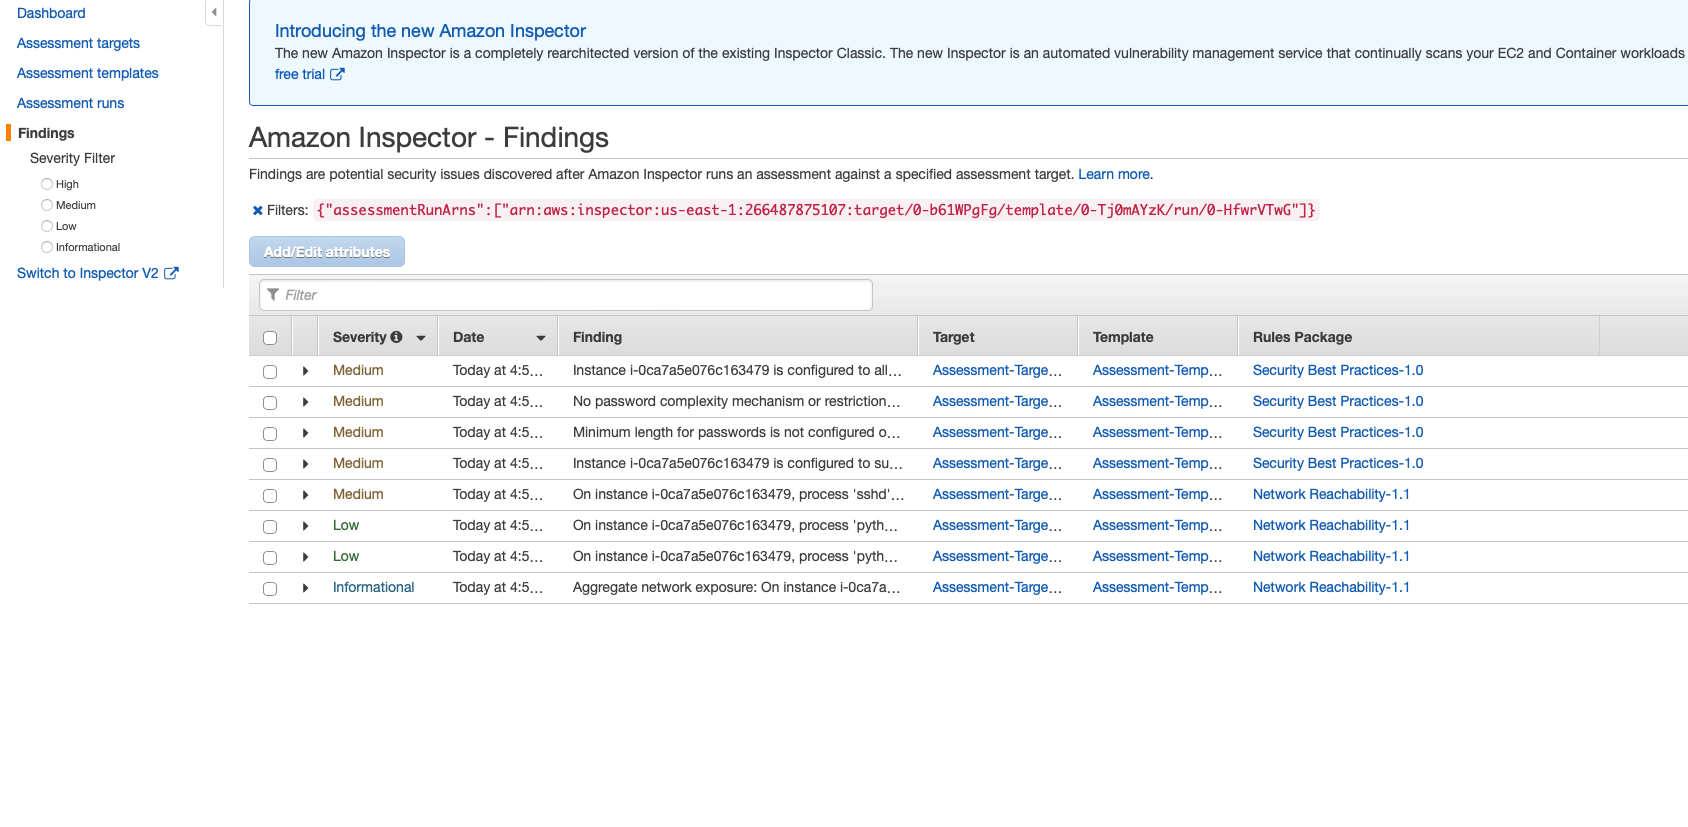 Dashboard
Assessment targets
Assessment templates
Assessment runs
Findings
Severity Filter
High
Medium
Low
Informational
Switch to Inspector V2
Introducing the new Amazon Inspector
The new Amazon Inspector is a completely rearchitected version of the existing Inspector Classic. The new Inspector is an automated vulnerability management service that continually scans your EC2 and Container workloads
free trial
Amazon Inspector - Findings
Findings are potential security issues discovered after Amazon Inspector runs an assessment against a specified assessment target. Learn more.
Filters: {"assessmentRunArns":["arn:aws:inspector:us-east-1:266487875107:target/0-b61WPgFg/template/0-Tj0mAYzK/run/0-HfwrVTwG"]}
Add/Edit attributes
Filter
Severity Date Finding Target Template Rules Package
Medium Today at 4:5... Instance i-0ca7a5e076c163479 is configured to all... Assessment-Targe... Assessment-Temp... Security Best Practices-1.0
Medium Today at 4:5... No password complexity mechanism or restriction... Assessment-Targe... Assessment-Temp... Security Best Practices-1.0
Medium Today at 4:5... Minimum length for passwords is not configured o... Assessment-Targe... Assessment-Temp... Security Best Practices-1.0
Medium Today at 4:5... Instance i-0ca7a5e076c163479 is configured to su... Assessment-Targe... Assessment-Temp... Security Best Practices-1.0
Medium Today at 4:5... On instance i-0ca7a5e076c163479, process 'sshd'... Assessment-Targe... Assessment-Temp... Network Reachability-1.1
Low Today at 4:5... On instance i-0ca7a5e076c163479, process 'pyth... Assessment-Targe... Assessment-Temp... Network Reachability-1.1
Low Today at 4:5... On instance i-0ca7a5e076c163479, process 'pyth... Assessment-Targe... Assessment-Temp... Network Reachability-1.1
Informational Today at 4:5... Aggregate network exposure: On instance i-0ca7a... Assessment-Targe... Assessment-Temp... Network Reachability-1.1